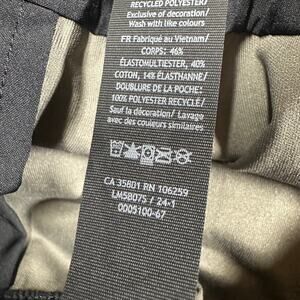 RECYCLED POLYESTER/
Exclusive of decoration/
Wash with like colours
FR Fabriqué au Vietnam/
CORPS: 46%
ÉLASTOMULTIESTER, 40%
COTON, 14% ÉLASTHANNE/
DOUBLURE DE LA POCHE:
100% POLYESTER RECYCLÉ/
Sauf la décoration/ Lavage
avec des couleurs similaires
CA 35801 RN 106259
LM5B07S / 24-1
0005100-67